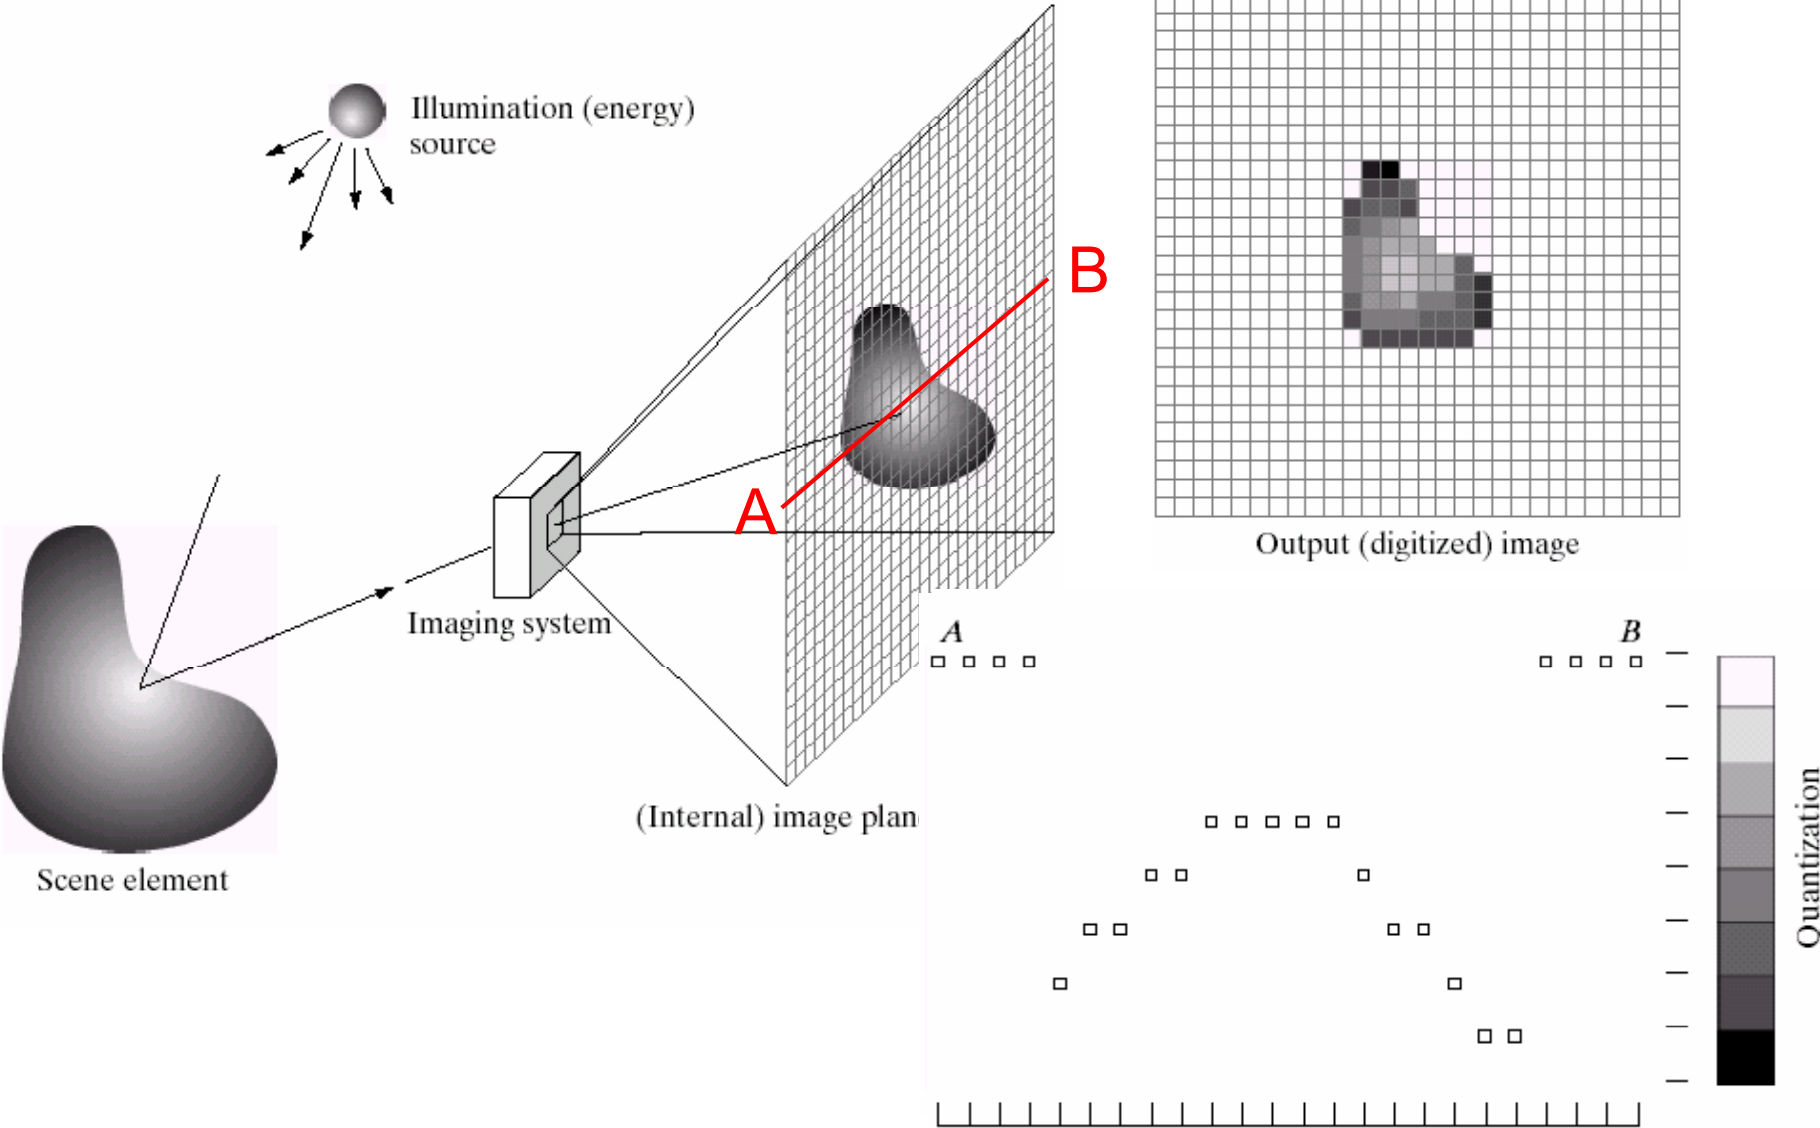 Illumination (energy)
source
B
A
Output (digitized) image
Imaging system
A
B
(Internal) image plan
Scene element
Quantization